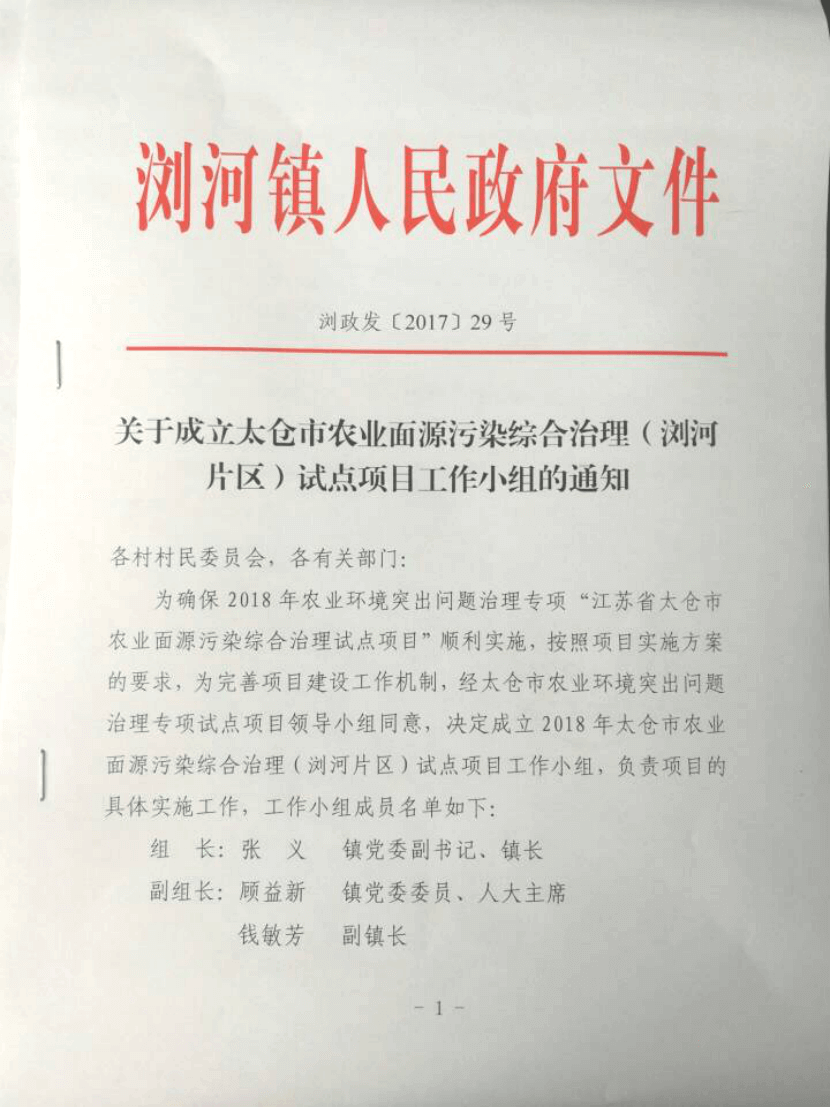 浏河镇人民政府文件
浏政发〔2017〕29号
关于成立太仓市农业面源污染综合治理（浏河
片区）试点项目工作小组的通知
各村村民委员会，各有关部门：
为确保2018年农业环境突出问题治理专项“江苏省太仓市
农业面源污染综合治理试点项目”顺利实施，按照项目实施方案
的要求，为完善项目建设工作机制，经太仓市农业环境突出问题
治理专项试点项目领导小组同意，决定成立2018年太仓市农业
面源污染综合治理（浏河片区）试点项目工作小组，负责项目的
具体实施工作，工作小组成员名单如下：
组　长：张　义　镇党委副书记、镇长
副组长：顾益新　镇党委委员、人大主席
钱敏芳　副镇长
- 1 -